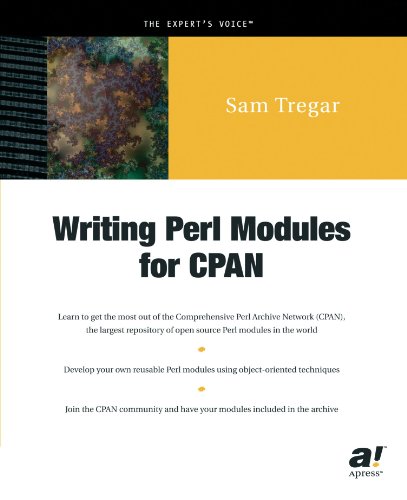 THE EXPERT'S VOICE™
Sam Tregar
Writing Perl Modules
for CPAN
Learn to get the most out of the Comprehensive Perl Archive Network (CPAN),
the largest repository of open source Perl modules in the world
Develop your own reusable Perl modules using object-oriented techniques
Join the CPAN community and have your modules included in the archive
a!™
Apress™